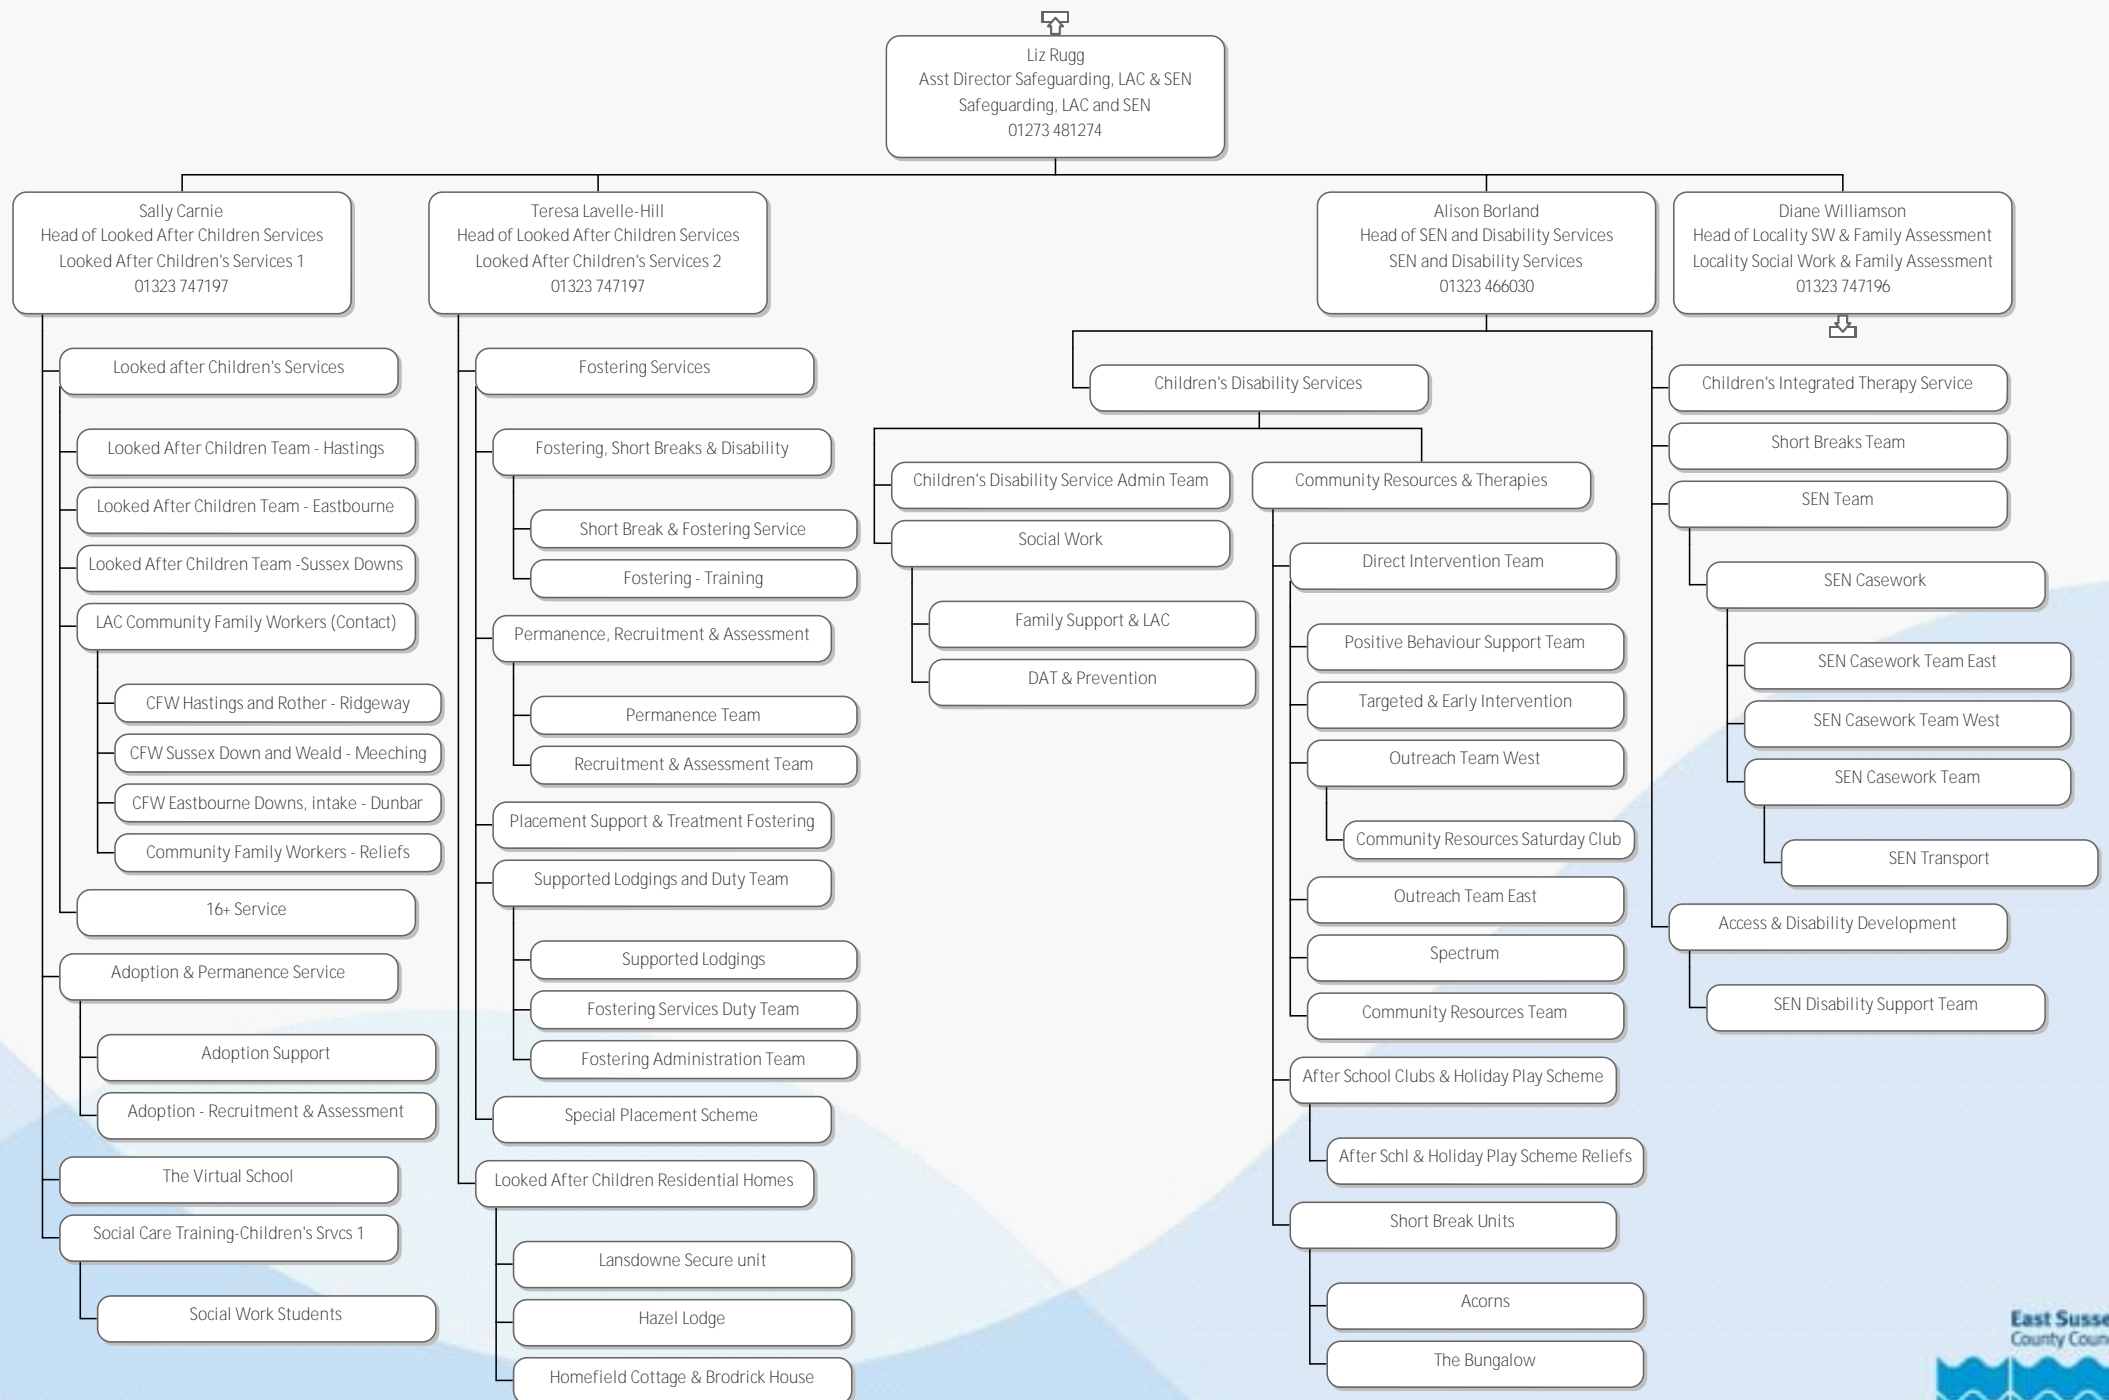 Liz Rugg
Asst Director Safeguarding, LAC & SEN
Safeguarding, LAC and SEN
01273 481274
Sally Carnie
Head of Looked After Children Services
Looked After Children's Services 1
01323 747197
Looked after Children's Services
Looked After Children Team - Hastings
Looked After Children Team - Eastbourne
Looked After Children Team -Sussex Downs
LAC Community Family Workers (Contact)
CFW Hastings and Rother - Ridgeway
CFW Sussex Down and Weald - Meeching
CFW Eastbourne Downs, intake - Dunbar
Community Family Workers - Reliefs
16+ Service
Adoption & Permanence Service
Adoption Support
Adoption - Recruitment & Assessment
The Virtual School
Social Care Training-Children's Srvcs 1
Social Work Students
Teresa Lavelle-Hill
Head of Looked After Children Services
Looked After Children's Services 2
01323 747197
Fostering Services
Fostering, Short Breaks & Disability
Short Break & Fostering Service
Fostering - Training
Permanence, Recruitment & Assessment
Permanence Team
Recruitment & Assessment Team
Placement Support & Treatment Fostering
Supported Lodgings and Duty Team
Supported Lodgings
Fostering Services Duty Team
Fostering Administration Team
Special Placement Scheme
Looked After Children Residential Homes
Lansdowne Secure unit
Hazel Lodge
Homefield Cottage & Brodrick House
Alison Borland
Head of SEN and Disability Services
SEN and Disability Services
01323 466030
Children's Disability Services
Children's Disability Service Admin Team
Social Work
Family Support & LAC
DAT & Prevention
Community Resources & Therapies
Direct Intervention Team
Positive Behaviour Support Team
Targeted & Early Intervention
Outreach Team West
Community Resources Saturday Club
Outreach Team East
Spectrum
Community Resources Team
After School Clubs & Holiday Play Scheme
After Schl & Holiday Play Scheme Reliefs
Short Break Units
Acorns
The Bungalow
Children's Integrated Therapy Service
Short Breaks Team
SEN Team
SEN Casework
SEN Casework Team East
SEN Casework Team West
SEN Casework Team
SEN Transport
Access & Disability Development
SEN Disability Support Team
Diane Williamson
Head of Locality SW & Family Assessment
Locality Social Work & Family Assessment
01323 747196
East Susse
County Coun